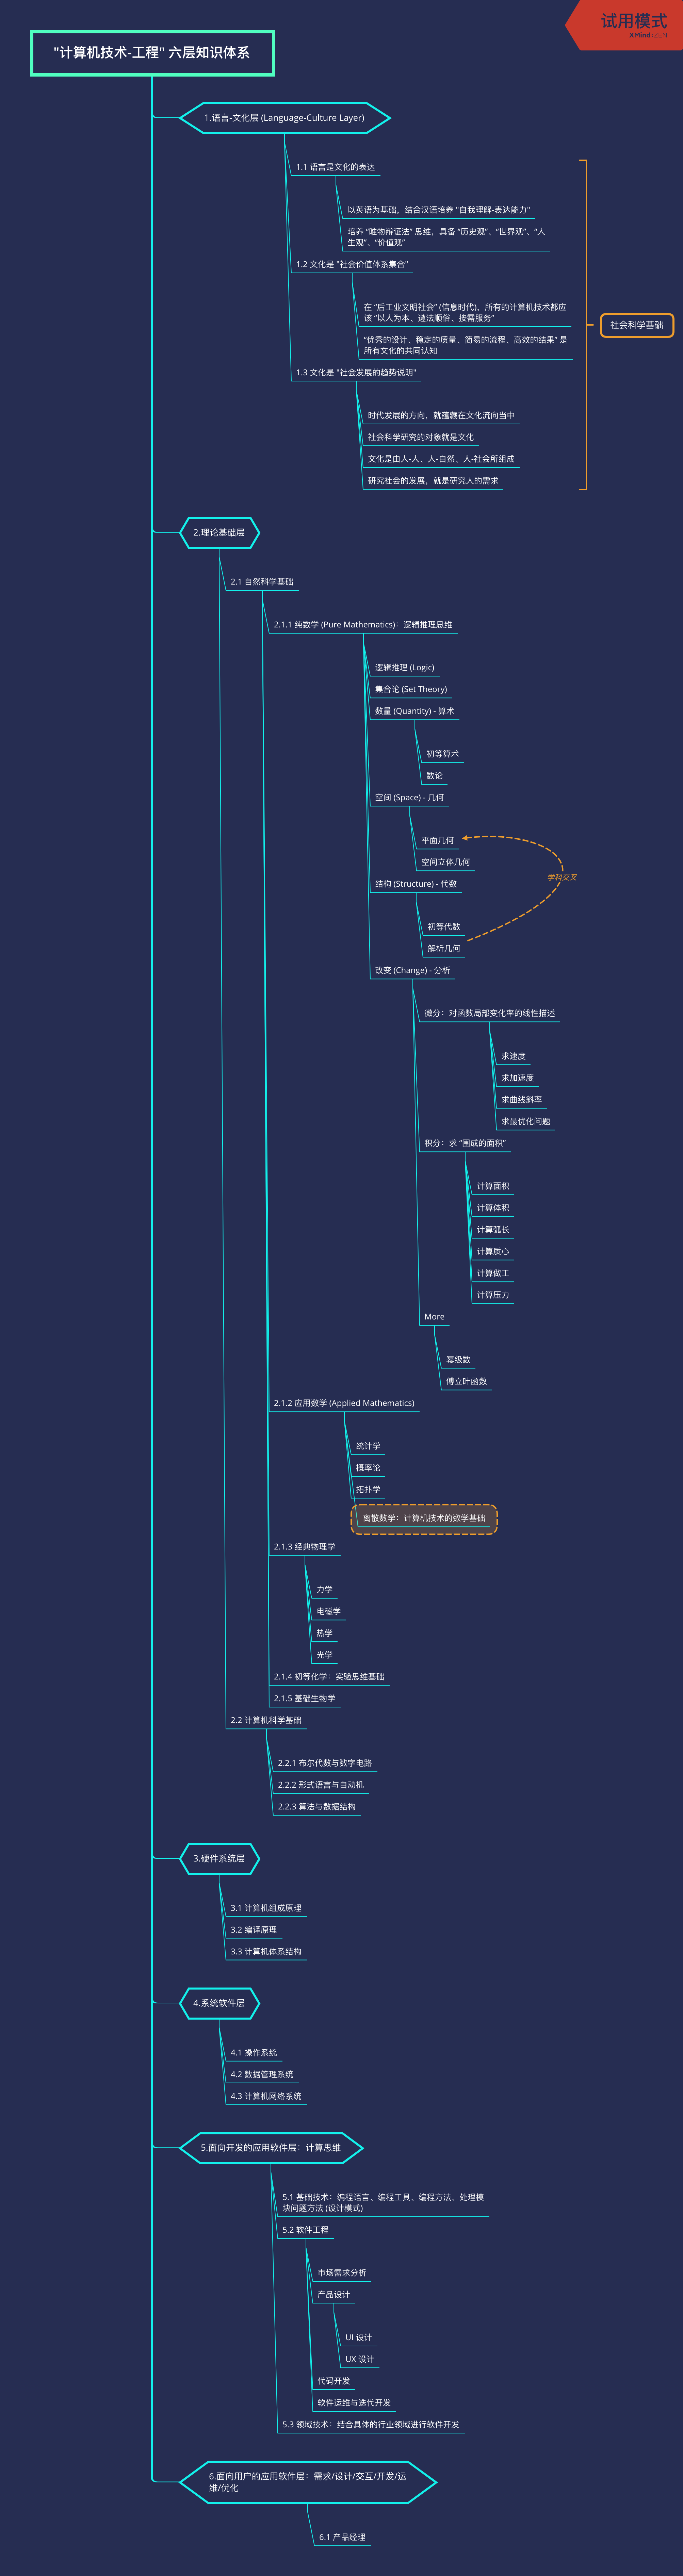 试用模式
XMind:ZEN
"计算机技术-工程" 六层知识体系
1.语言-文化层 (Language-Culture Layer)
1.1 语言是文化的表达
以英语为基础，结合汉语培养 "自我理解-表达能力"
培养 "唯物辩证法" 思维，具备 "历史观"、"世界观"、"人
生观"、"价值观"
1.2 文化是 "社会价值体系集合"
在 "后工业文明社会" (信息时代)，所有的计算机技术都应
该 "以人为本、遵法顺俗、按需服务"
社会科学基础
"优秀的设计、稳定的质量、简易的流程、高效的结果" 是
所有文化的共同认知
1.3 文化是 "社会发展的趋势说明"
时代发展的方向，就蕴藏在文化流向当中
社会科学研究的对象就是文化
文化是由人-人、人-自然、人-社会所组成
研究社会的发展，就是研究人的需求
2.理论基础层
2.1 自然科学基础
2.1.1 纯数学 (Pure Mathematics)：逻辑推理思维
逻辑推理 (Logic)
集合论 (Set Theory)
数量 (Quantity) - 算术
初等算术
数论
空间 (Space) - 几何
平面几何
空间立体几何
学科交叉
结构 (Structure) - 代数
初等代数
解析几何
改变 (Change) - 分析
微分：对函数局部变化率的线性描述
求速度
求加速度
求曲线斜率
求最优化问题
积分：求 "围成的面积"
计算面积
计算体积
计算弧长
计算质心
计算做工
计算压力
More
幂级数
傅立叶函数
2.1.2 应用数学 (Applied Mathematics)
统计学
概率论
拓扑学
离散数学：计算机技术的数学基础
2.1.3 经典物理学
力学
电磁学
热学
光学
2.1.4 初等化学：实验思维基础
2.1.5 基础生物学
2.2 计算机科学基础
2.2.1 布尔代数与数字电路
2.2.2 形式语言与自动机
2.2.3 算法与数据结构
3.硬件系统层
3.1 计算机组成原理
3.2 编译原理
3.3 计算机体系结构
4.系统软件层
4.1 操作系统
4.2 数据管理系统
4.3 计算机网络系统
5.面向开发的应用软件层：计算思维
5.1 基础技术：编程语言、编程工具、编程方法、处理模
块问题方法 (设计模式)
5.2 软件工程
市场需求分析
产品设计
UI 设计
UX 设计
代码开发
软件运维与迭代开发
5.3 领域技术：结合具体的行业领域进行软件开发
6.面向用户的应用软件层：需求/设计/交互/开发/运
维/优化
6.1 产品经理